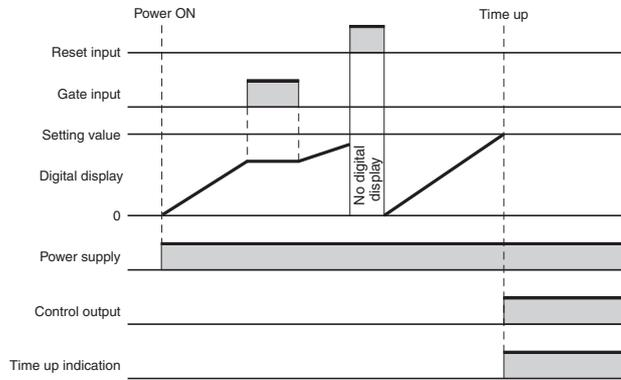 Power ON
Time up
Reset input
Gate input
Setting value
Digital display
No digital
display
0
Power supply
Control output
Time up indication